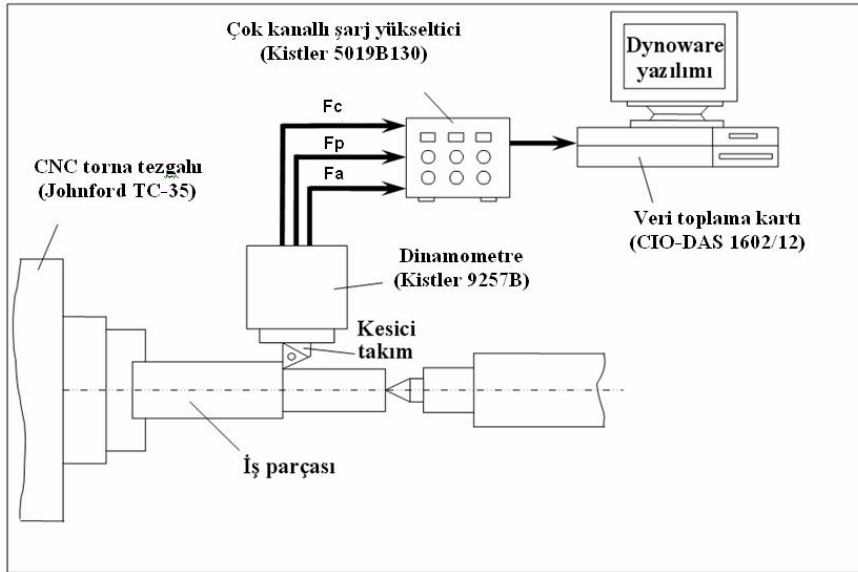 Çok kanallı şarj yükseltici
(Kistler 5019B130)
Dynoware
yazılımı
Fc
Fp
Fa
CNC torna tezgahı
(Johnford TC-35)
Veri toplama kartı
(CIO-DAS 1602/12)
Dinamometre
(Kistler 9257B)
Kesici
takım
İş parçası